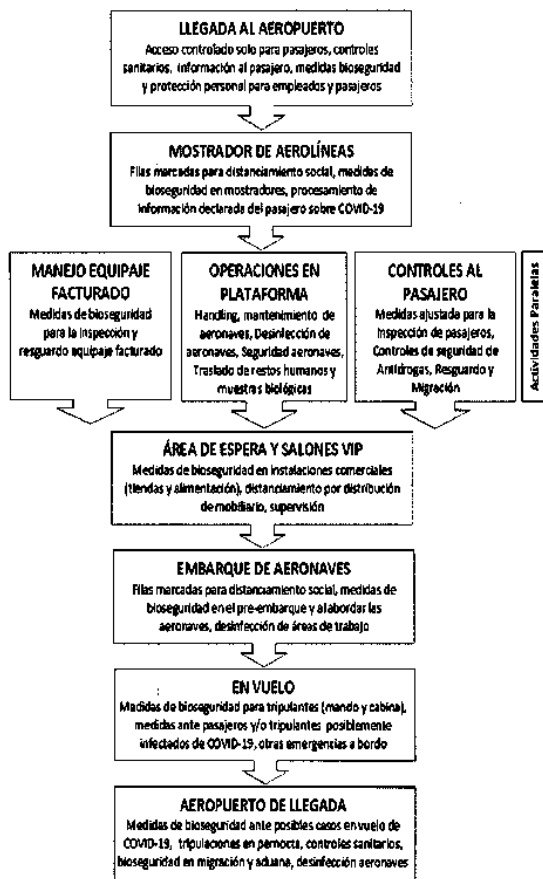 LLEGADA AL AEROPUERTO
Acceso controlado solo para pasajeros, controles
sanitarios, información al pasajero, medidas bioseguridad
y protección personal para empleados y pasajeros
MOSTRADOR DE AEROLÍNEAS
Filas marcadas para distanciamiento social, medidas de
bioseguridad en mostradores, procesamiento de
información declarada del pasajero sobre COVID-19
MANEJO EQUIPAJE
FACTURADO
Medidas de bioseguridad
para la inspección y
resguardo equipaje facturado
OPERACIONES EN
PLATAFORMA
Handling, mantenimiento de
aeronaves, Desinfección de
aeronaves, Seguridad aeronaves,
Traslado de restos humanos y
muestras biológicas
CONTROLES AL
PASAJERO
Medidas ajustada para la
Inspección de pasajeros,
Controles de seguridad de
Antidrogas, Resguardo y
Migración
Actividades Paralelas
ÁREA DE ESPERA Y SALONES VIP
Medidas de bioseguridad en instalaciones comerciales
(tiendas y alimentación), distanciamiento por distribución
de mobiliario, supervisión
EMBARQUE DE AERONAVES
Filas marcadas para distanciamiento social, medidas de
bioseguridad en el pre-embarque y al abordar las
aeronaves, desinfección de áreas de trabajo
EN VUELO
Medidas de bioseguridad para tripulantes (mando y cabina),
medidas ante pasajeros y/o tripulantes posiblemente
infectados de COVID-19, otras emergencias a bordo
AEROPUERTO DE LLEGADA
Medidas de bioseguridad ante posibles casos en vuelo de
COVID-19, tripulaciones en pernocta, controles sanitarios,
bioseguridad en migración y aduana, desinfección aeronaves